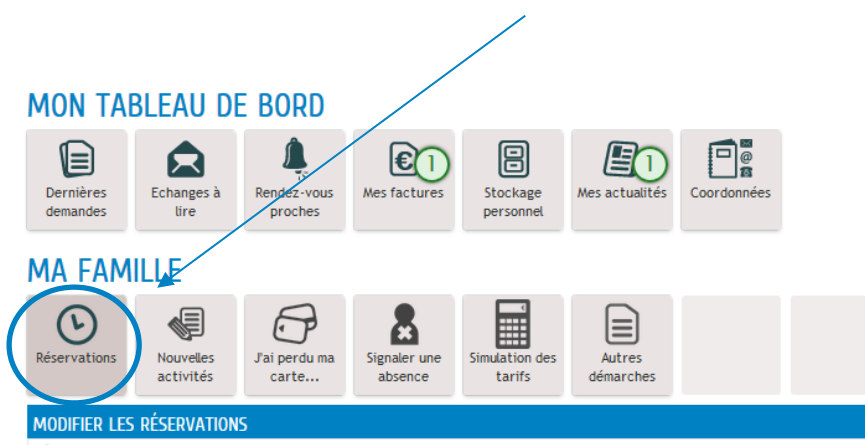 MON TABLEAU DE BORD
Dernières
demandes
Echanges à
lire
Rendez-vous
proches
€ 1
Mes factures
Stockage
personnel
1
Mes actualités
@
Coordonnées
MA FAMILLE
Réservations
Nouvelles
activités
J'ai perdu ma
carte...
Signaler une
absence
Simulation des
tarifs
Autres
démarches
MODIFIER LES RÉSERVATIONS